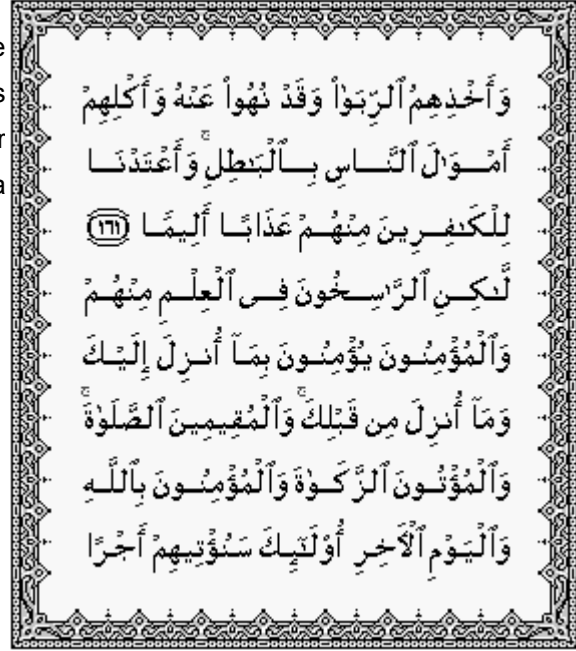 e
s
r
a
وَأَخْذِهِمُ ٱلرِّبَوٰا۟ وَقَدْ نُهُوا۟ عَنْهُ وَأَكْلِهِمْ
أَمْوَٰلَ ٱلنَّاسِ بِٱلْبَٰطِلِ ۚ وَأَعْتَدْنَا
لِلْكَٰفِرِينَ مِنْهُمْ عَذَابًا أَلِيمًا ١٦١
لَّٰكِنِ ٱلرَّٰسِخُونَ فِى ٱلْعِلْمِ مِنْهُمْ
وَٱلْمُؤْمِنُونَ يُؤْمِنُونَ بِمَآ أُنزِلَ إِلَيْكَ
وَمَآ أُنزِلَ مِن قَبْلِكَ ۚ وَٱلْمُقِيمِينَ ٱلصَّلَوٰةَ ۚ
وَٱلْمُؤْتُونَ ٱلزَّكَوٰةَ وَٱلْمُؤْمِنُونَ بِٱللَّهِ
وَٱلْيَوْمِ ٱلْـَٔاخِرِ أُو۟لَٰٓئِكَ سَنُؤْتِيهِمْ أَجْرًا